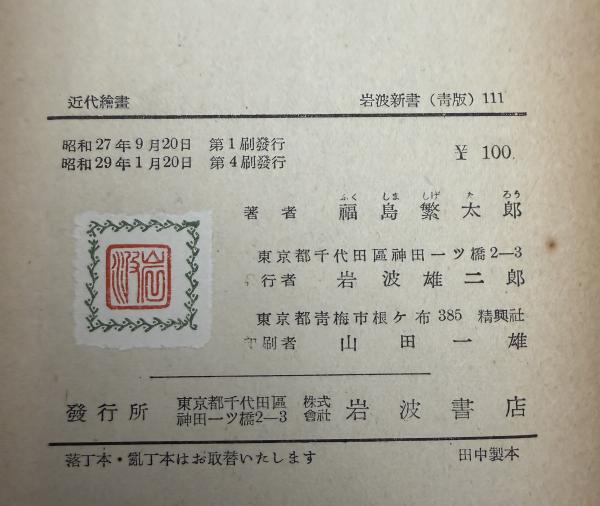 近代繪畫　岩波新書（靑版）111
昭和27年9月20日　第1刷發行
昭和29年1月20日　第4刷發行
¥ 100.
ふくしましげたろう
著者　福島繁太郎
東京都千代田區神田一ツ橋2—3
行者　岩波雄二郎
東京都靑梅市根ケ布385　精興社
印刷者　山田一雄
岩波
發行所　東京都千代田區神田一ツ橋2—3　株式會社　岩波書店
落丁本・亂丁本はお取替いたします　田中製本